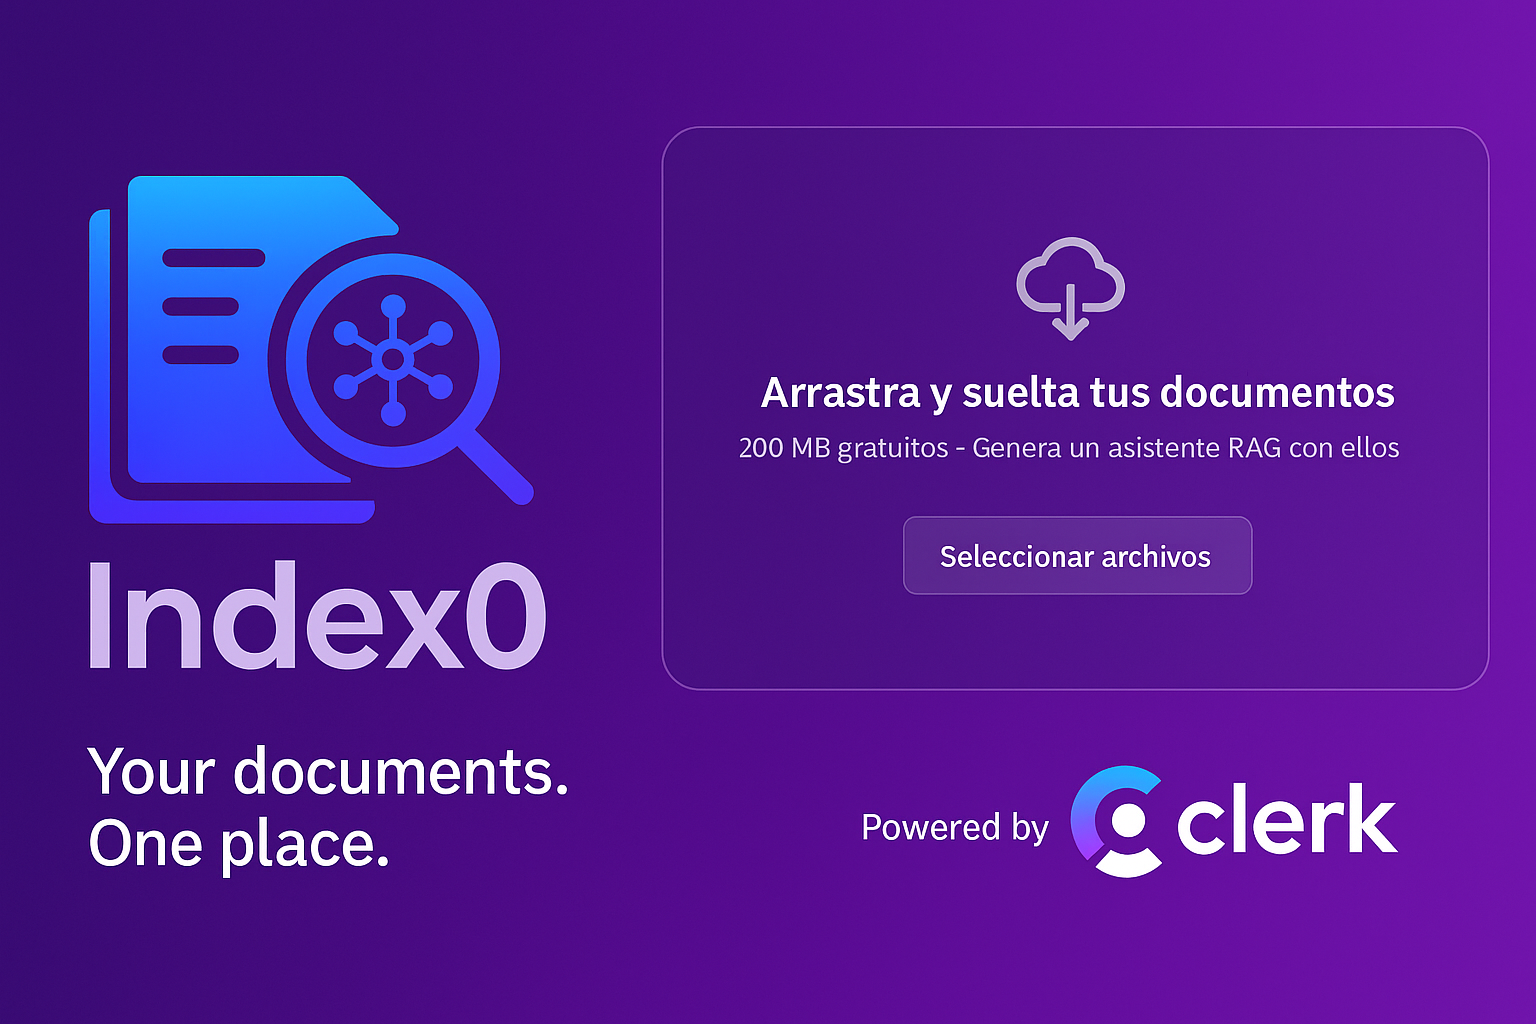 Index0
Your documents.
One place.
Arrastra y suelta tus documentos
200 MB gratuitos - Genera un asistente RAG con ellos
Seleccionar archivos
Powered by clerk